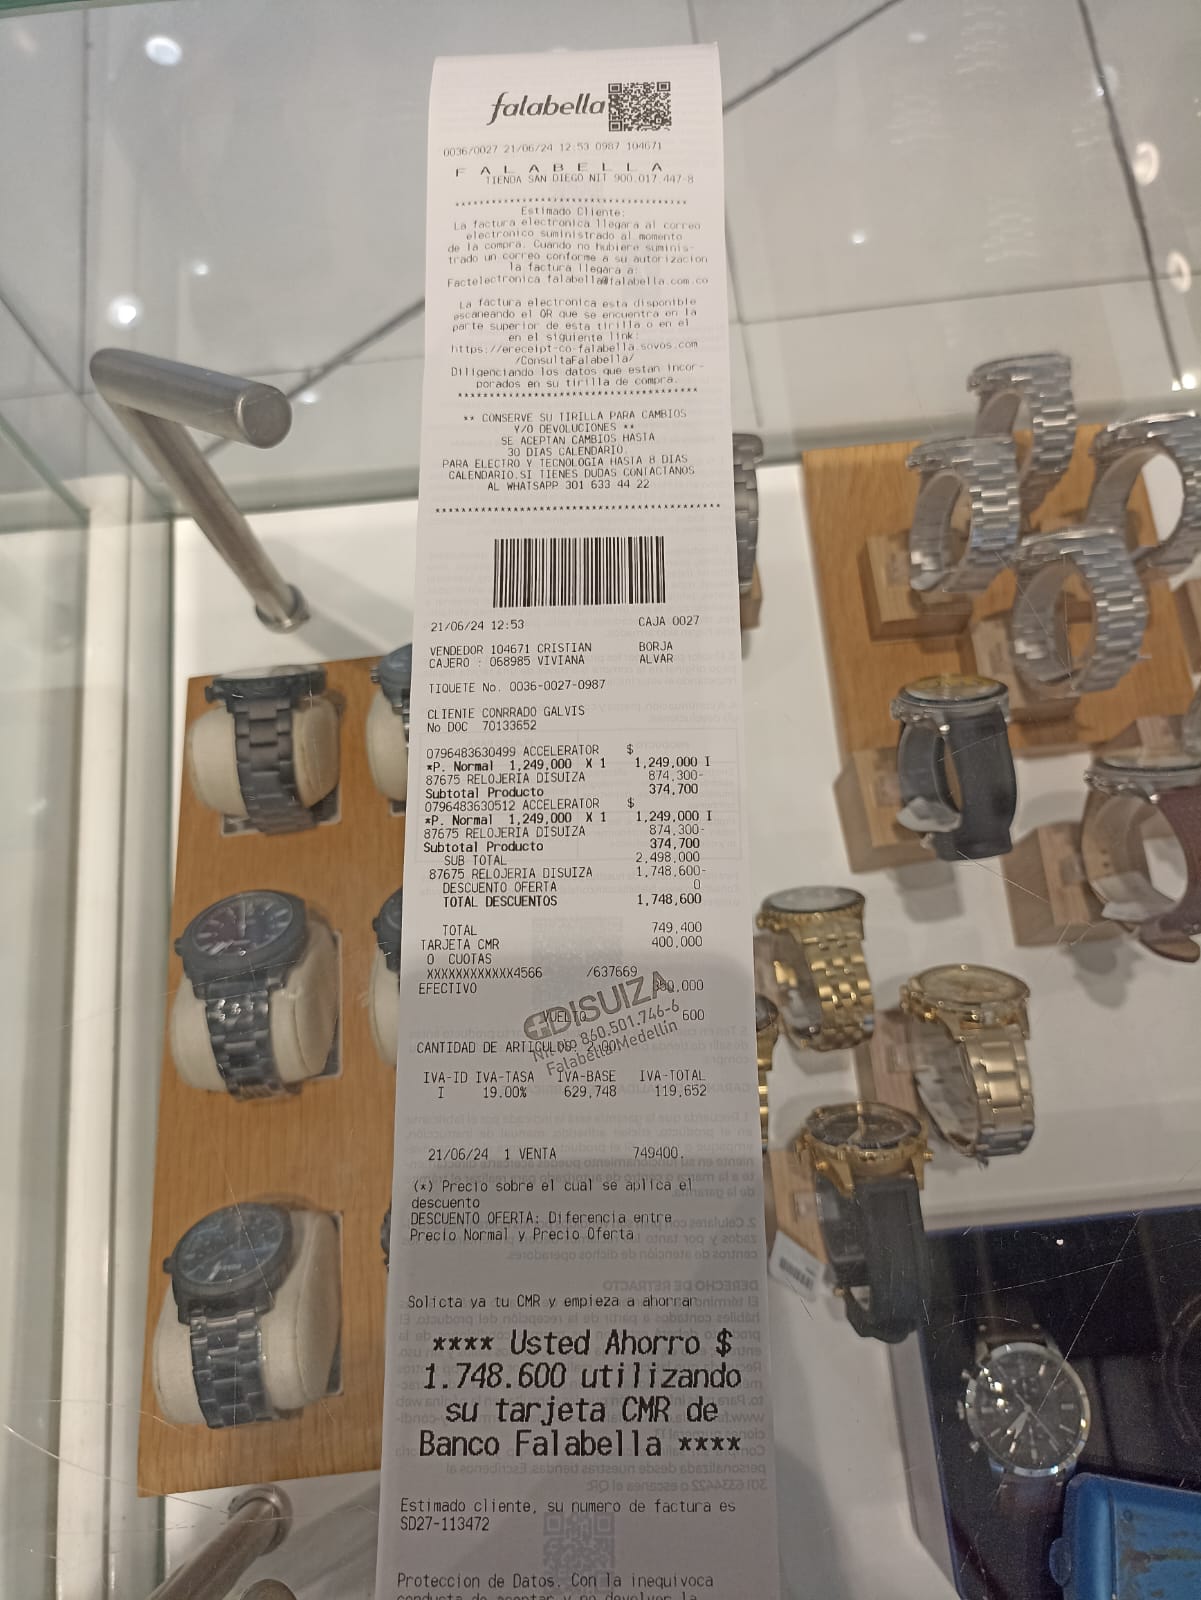 falabella
0036/0027 21/06/24 12:53 0987 104671
F A L A B E L L A
TIENDA SAN DIEGO NIT 900.017.447-8
*************************************
Estimado Cliente:
La factura electronica llegara al correo
electronico suministrado al momento
de la compra. Cuando no hubiere suminis-
trado un correo conforme a su autorizacion
la factura llegara a:
Factelectronica falabella@falabella.com.co
La factura electronica esta disponible
escaneando el QR que se encuentra en la
parte superior de esta tirilla o en el
en el siguiente link:
https://ereceipt-co-falabella.sovos.com
/ConsultaFalabella/
Diligenciando los datos que estan incor-
porados en su tirilla de compra.
*************************************
** CONSERVE SU TIRILLA PARA CAMBIOS
Y/O DEVOLUCIONES **
SE ACEPTAN CAMBIOS HASTA
30 DIAS CALENDARIO.
PARA ELECTRO Y TECNOLOGIA HASTA 8 DIAS
CALENDARIO.SI TIENES DUDAS CONTACTANOS
AL WHATSAPP 301 633 44 22
*********************************************
21/06/24 12:53 CAJA 0027
VENDEDOR 104671 CRISTIAN BORJA
CAJERO : 068985 VIVIANA ALVAR
TIQUETE No. 0036-0027-0987
CLIENTE CONRRADO GALVIS
No DOC 70133652
0796483630499 ACCELERATOR $
*P. Normal 1,249,000 X 1 1,249,000 I
87675 RELOJERIA DISUIZA 874,300-
Subtotal Producto 374,700
0796483630512 ACCELERATOR $
*P. Normal 1,249,000 X 1 1,249,000 I
87675 RELOJERIA DISUIZA 874,300-
Subtotal Producto 374,700
SUB TOTAL 2,498,000
87675 RELOJERIA DISUIZA 1,748,600-
DESCUENTO OFERTA 0
TOTAL DESCUENTOS 1,748,600
TOTAL 749,400
TARJETA CMR 400,000
0 CUOTAS
XXXXXXXXXXXX4566 /637669
EFECTIVO 350,000
DISUIZA
VUELTO 600
Nit No 860.501.746-6
CANTIDAD DE ARTICULOS 2.00
Falabella Medellin
IVA-ID IVA-TASA IVA-BASE IVA-TOTAL
I 19.00% 629,748 119,652
21/06/24 1 VENTA 749400.
(*) Precio sobre el cual se aplica el
descuento
DESCUENTO OFERTA: Diferencia entre
Precio Normal y Precio Oferta
Solicta ya tu CMR y empieza a ahorrar
**** Usted Ahorro $
1.748.600 utilizando
su tarjeta CMR de
Banco Falabella ****
Estimado cliente, su numero de factura es
SD27-113472
Proteccion de Datos. Con la inequivoca
conducta de aceptar y no devolver la